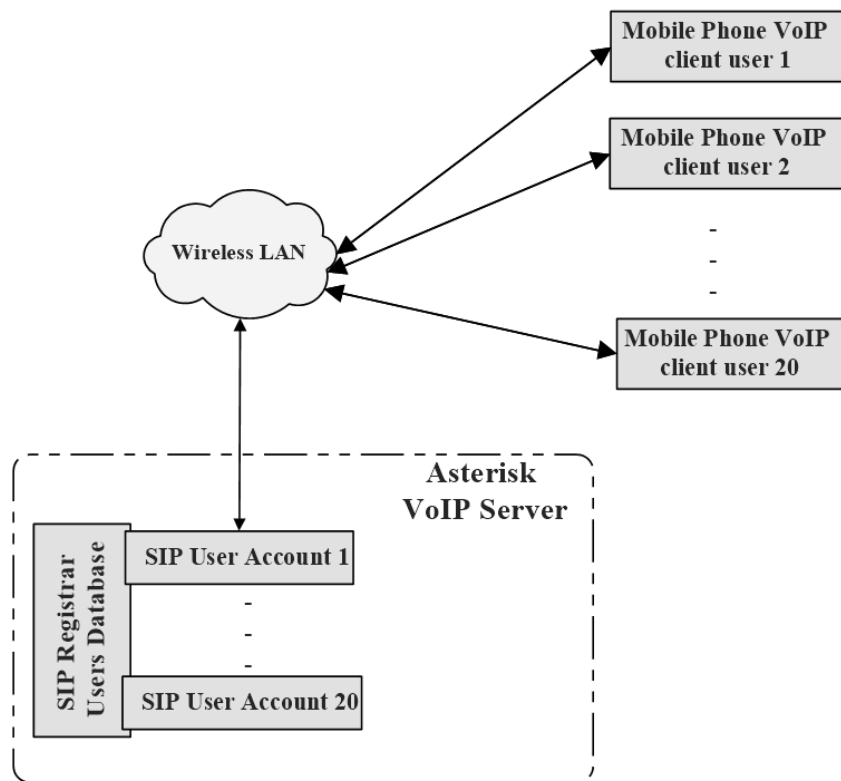 Mobile Phone VoIP
client user 1
Mobile Phone VoIP
client user 2
-
-
-
Wireless LAN
Mobile Phone VoIP
client user 20
Asterisk
VoIP Server
SIP Registrar
Users Database
SIP User Account 1
-
-
-
SIP User Account 20